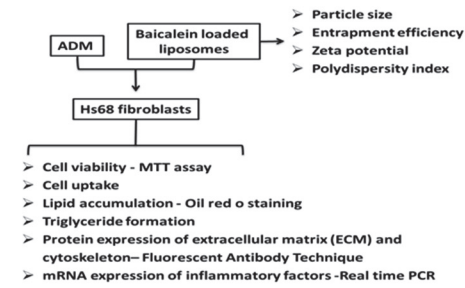 ADM
Baicalein loaded
liposomes
➢ Particle size
➢ Entrapment efficiency
➢ Zeta potential
➢ Polydispersity index
Hs68 fibroblasts
➢ Cell viability - MTT assay
➢ Cell uptake
➢ Lipid accumulation - Oil red o staining
➢ Triglyceride formation
➢ Protein expression of extracellular matrix (ECM) and
cytoskeleton– Fluorescent Antibody Technique
➢ mRNA expression of inflammatory factors -Real time PCR